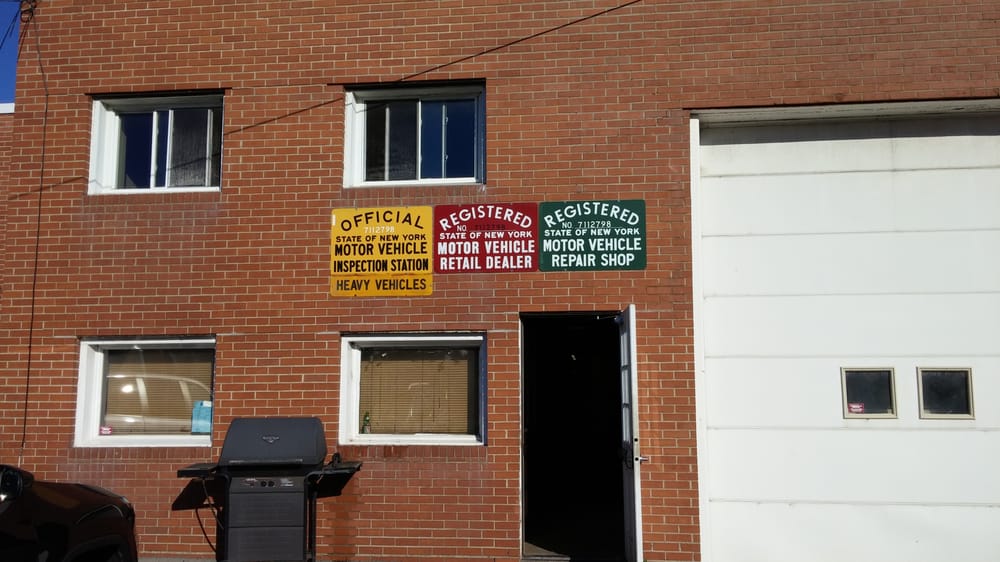 OFFICIAL
7112798
STATE OF NEW YORK
MOTOR VEHICLE
INSPECTION STATION
HEAVY VEHICLES
REGISTERED
NO
STATE OF NEW YORK
MOTOR VEHICLE
RETAIL DEALER
REGISTERED
NO 7112798
STATE OF NEW YORK
MOTOR VEHICLE
REPAIR SHOP